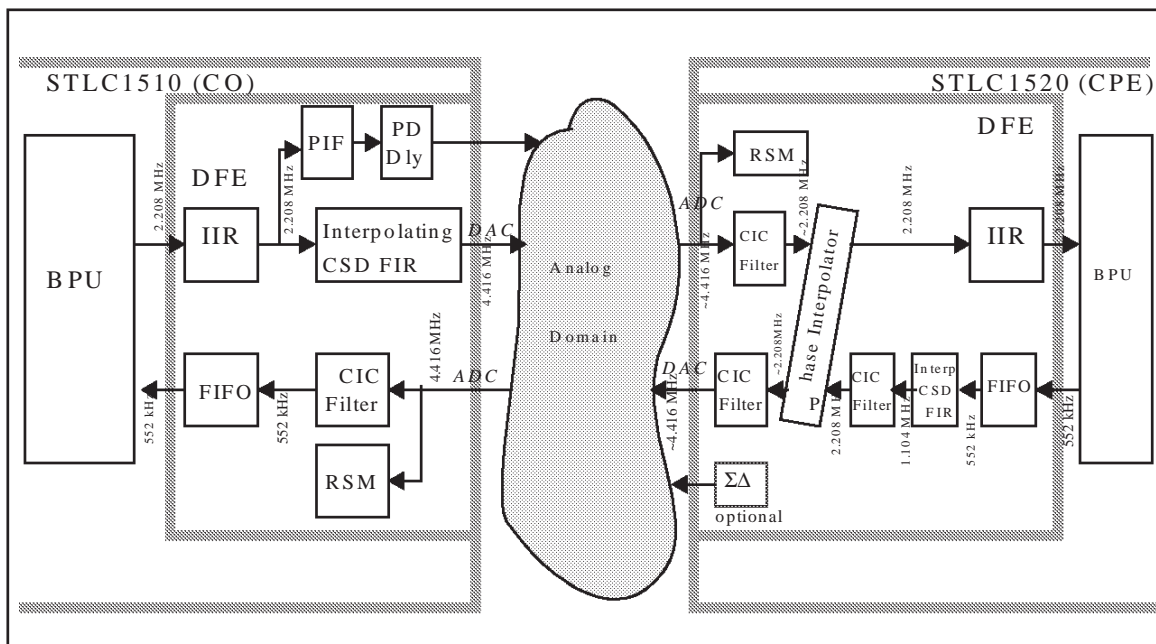 STLC1510 (CO)
STLC1520 (CPE)
DFE
DFE
PIF
PD
Dly
BPU
2.208 MHz
IIR
2.208 MHz
Interpolating
CSD FIR
DAC
4.416 MHz
552 kHz
FIFO
552 kHz
CIC
Filter
4.416MHz
ADC
RSM
Analog
Domain
ADC
~4.416 MHz
RSM
CIC
Filter
~2.208 MHz
Phase Interpolator
2.208 MHz
IIR
2.208 MHz
BPU
DAC
~4.416 MHz
CIC
Filter
~2.208MHz
2.208 MHz
CIC
Filter
1.104 MHz
Interp
CSD
FIR
552 kHz
FIFO
552 kHz
ΣΔ
optional